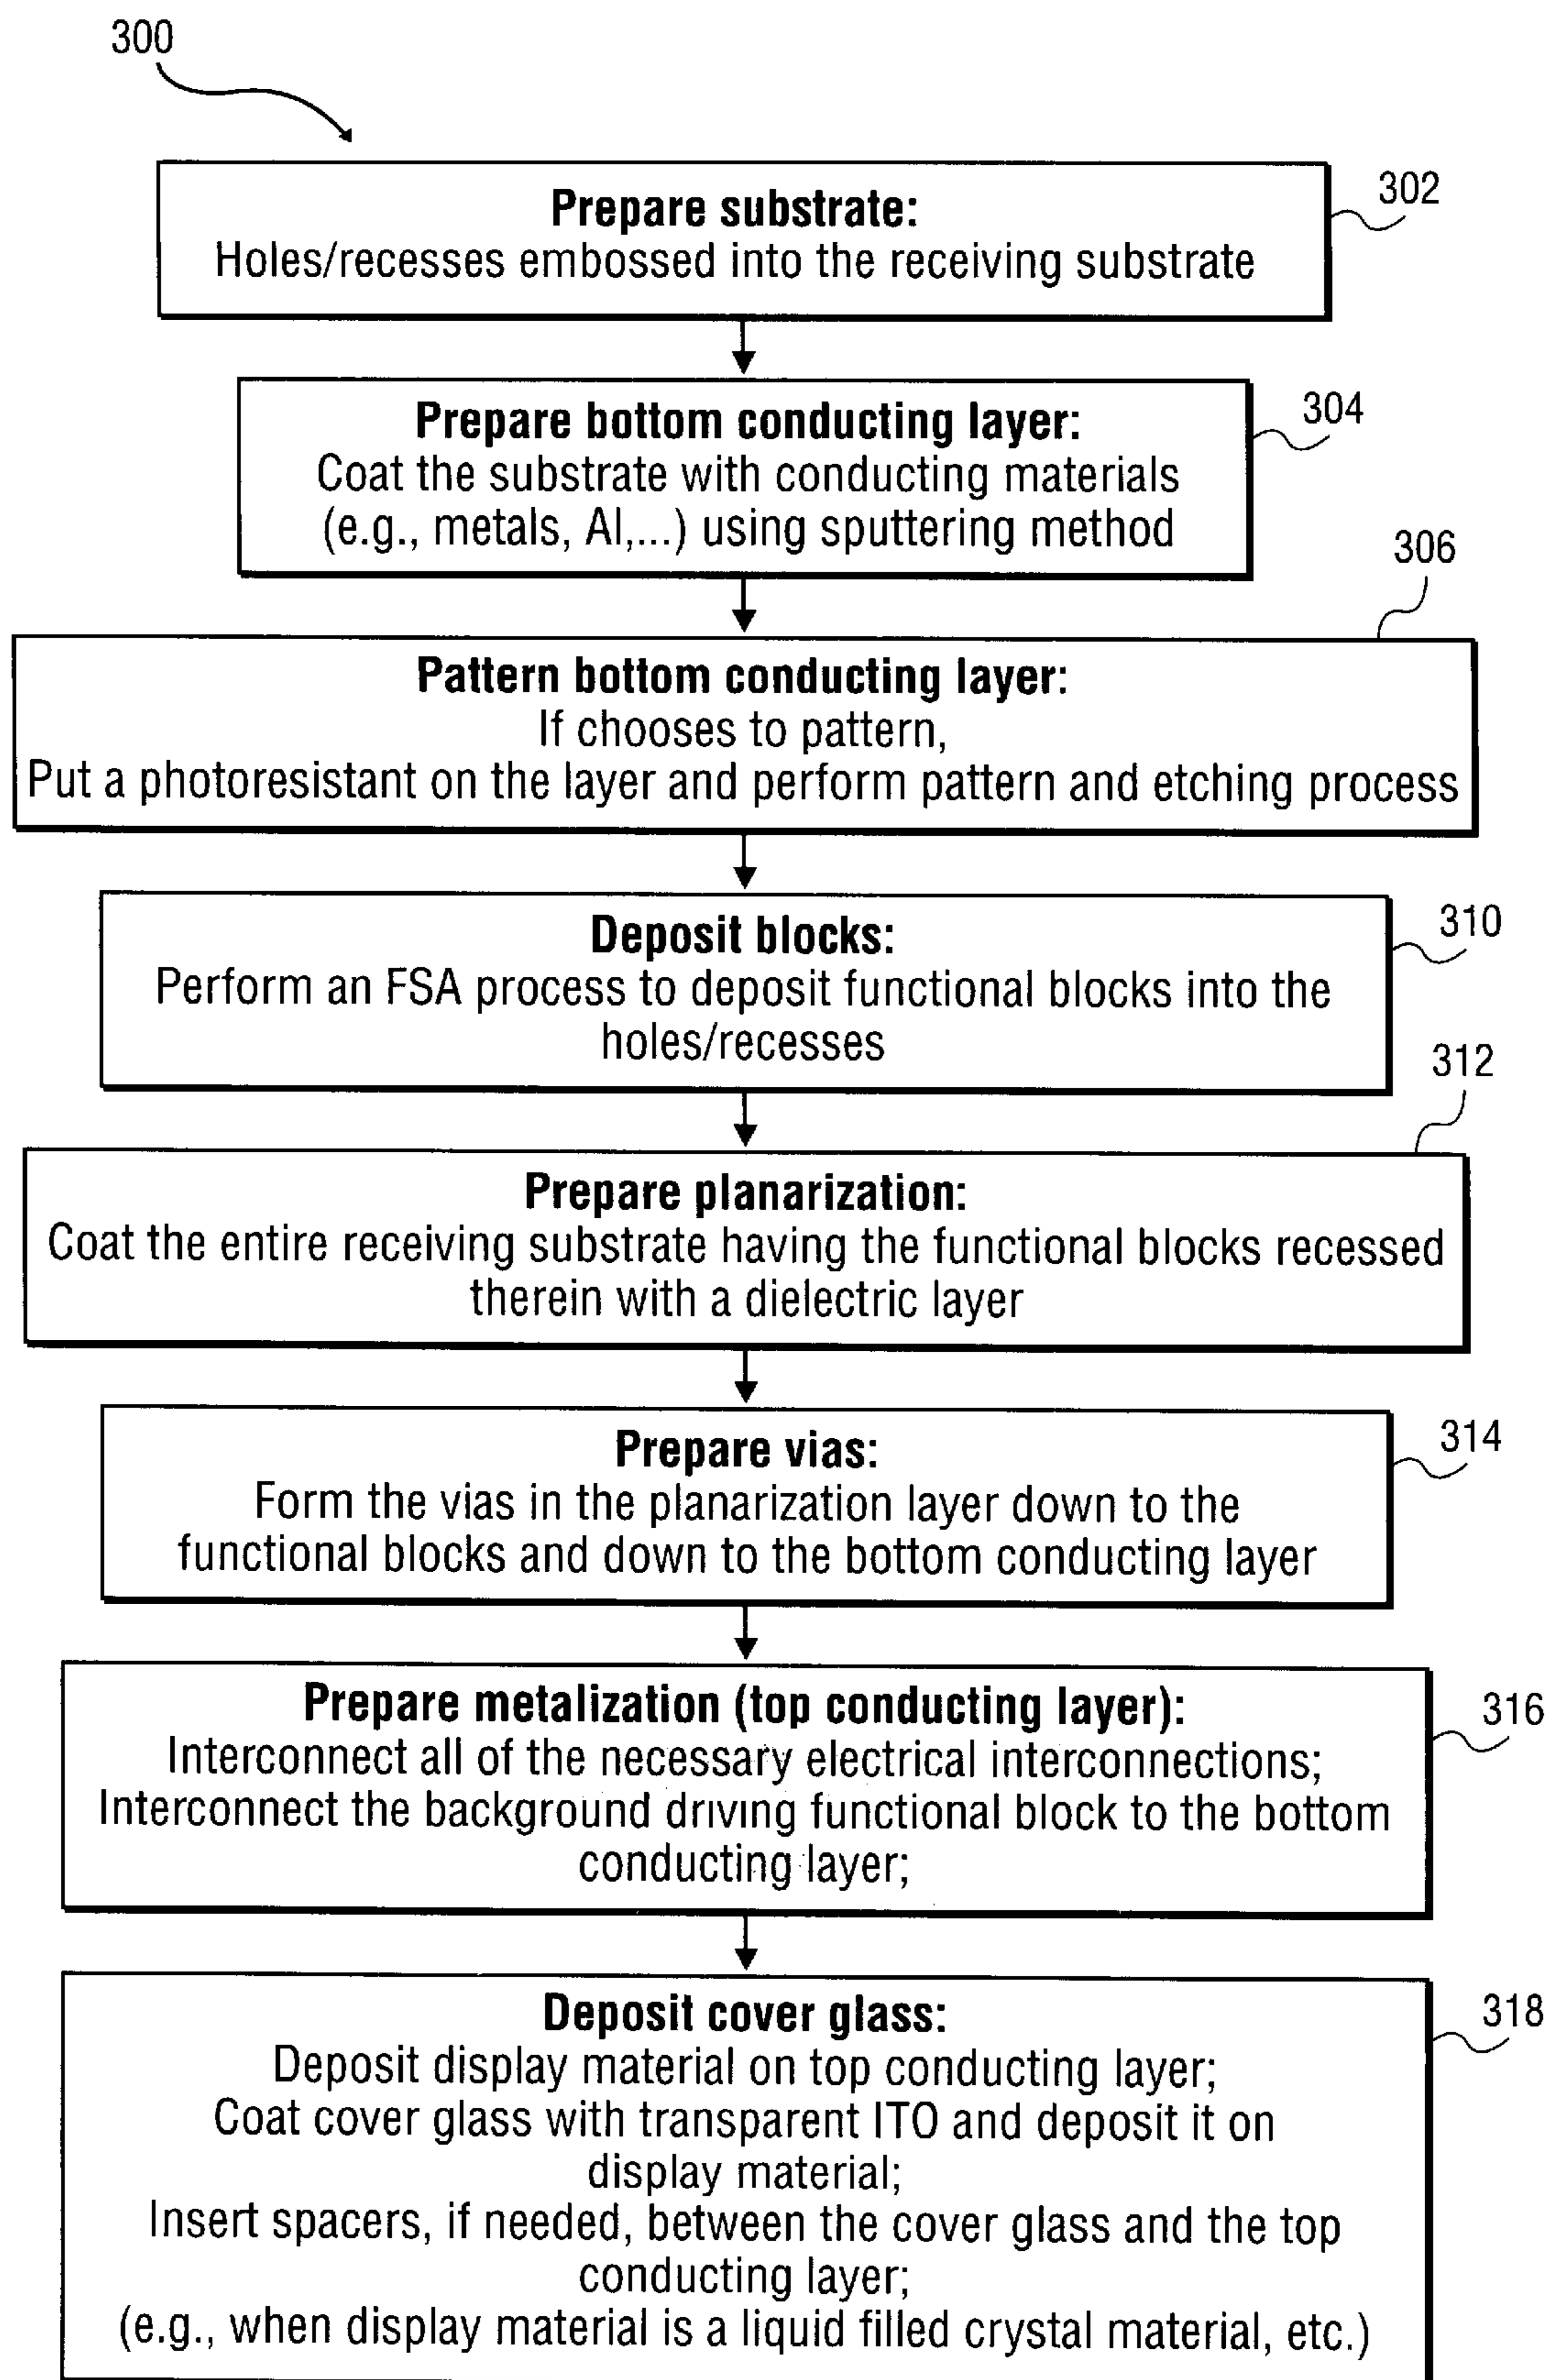 300
Prepare substrate:
302
Holes/recesses embossed into the receiving substrate
Prepare bottom conducting layer:
304
Coat the substrate with conducting materials
(e.g., metals, Al,...) using sputtering method
306
Pattern bottom conducting layer:
If chooses to pattern,
Put a photoresistant on the layer and perform pattern and etching process
Deposit blocks:
310
Perform an FSA process to deposit functional blocks into the
holes/recesses
312
Prepare planarization:
Coat the entire receiving substrate having the functional blocks recessed
therein with a dielectric layer
Prepare vias:
314
Form the vias in the planarization layer down to the
functional blocks and down to the bottom conducting layer
Prepare metalization (top conducting layer):
316
Interconnect all of the necessary electrical interconnections;
Interconnect the background driving functional block to the bottom
conducting layer;
Deposit cover glass:
318
Deposit display material on top conducting layer;
Coat cover glass with transparent ITO and deposit it on
display material;
Insert spacers, if needed, between the cover glass and the top
conducting layer;
(e.g., when display material is a liquid filled crystal material, etc.)